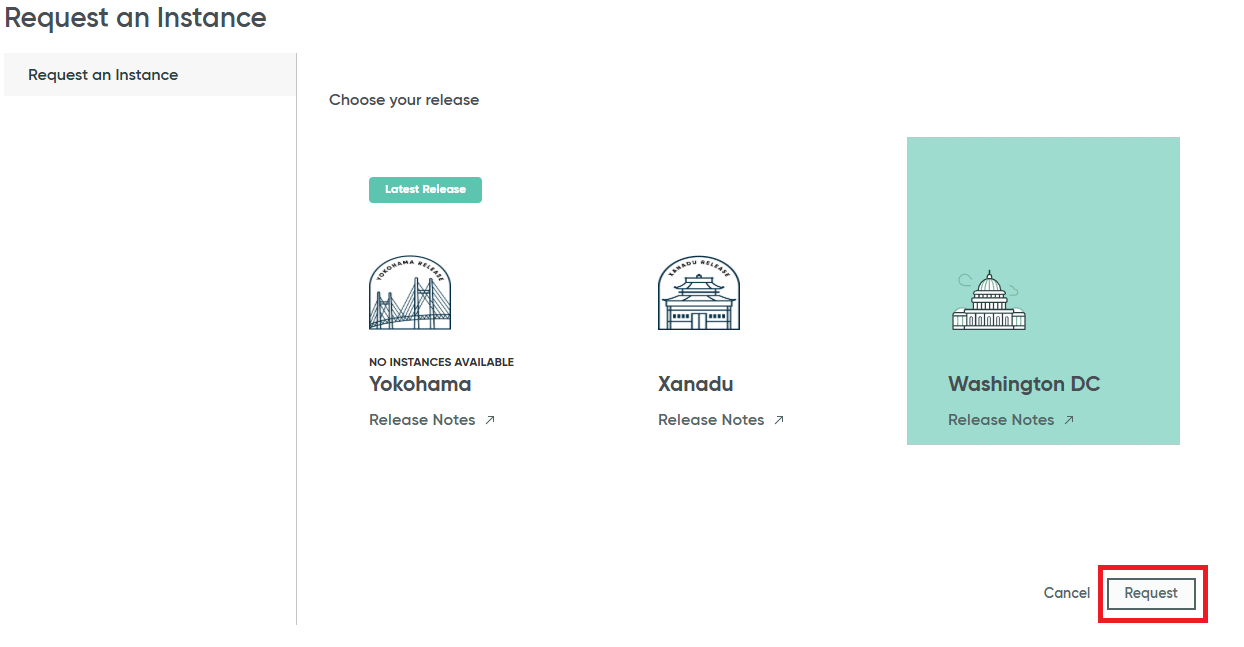 Request an Instance
Request an Instance
Choose your release
Latest Release
YOKOHAMA RELEASE
NO INSTANCES AVAILABLE
Yokohama
Release Notes
XANADU RELEASE
Xanadu
Release Notes
Washington DC
Release Notes
Cancel
Request